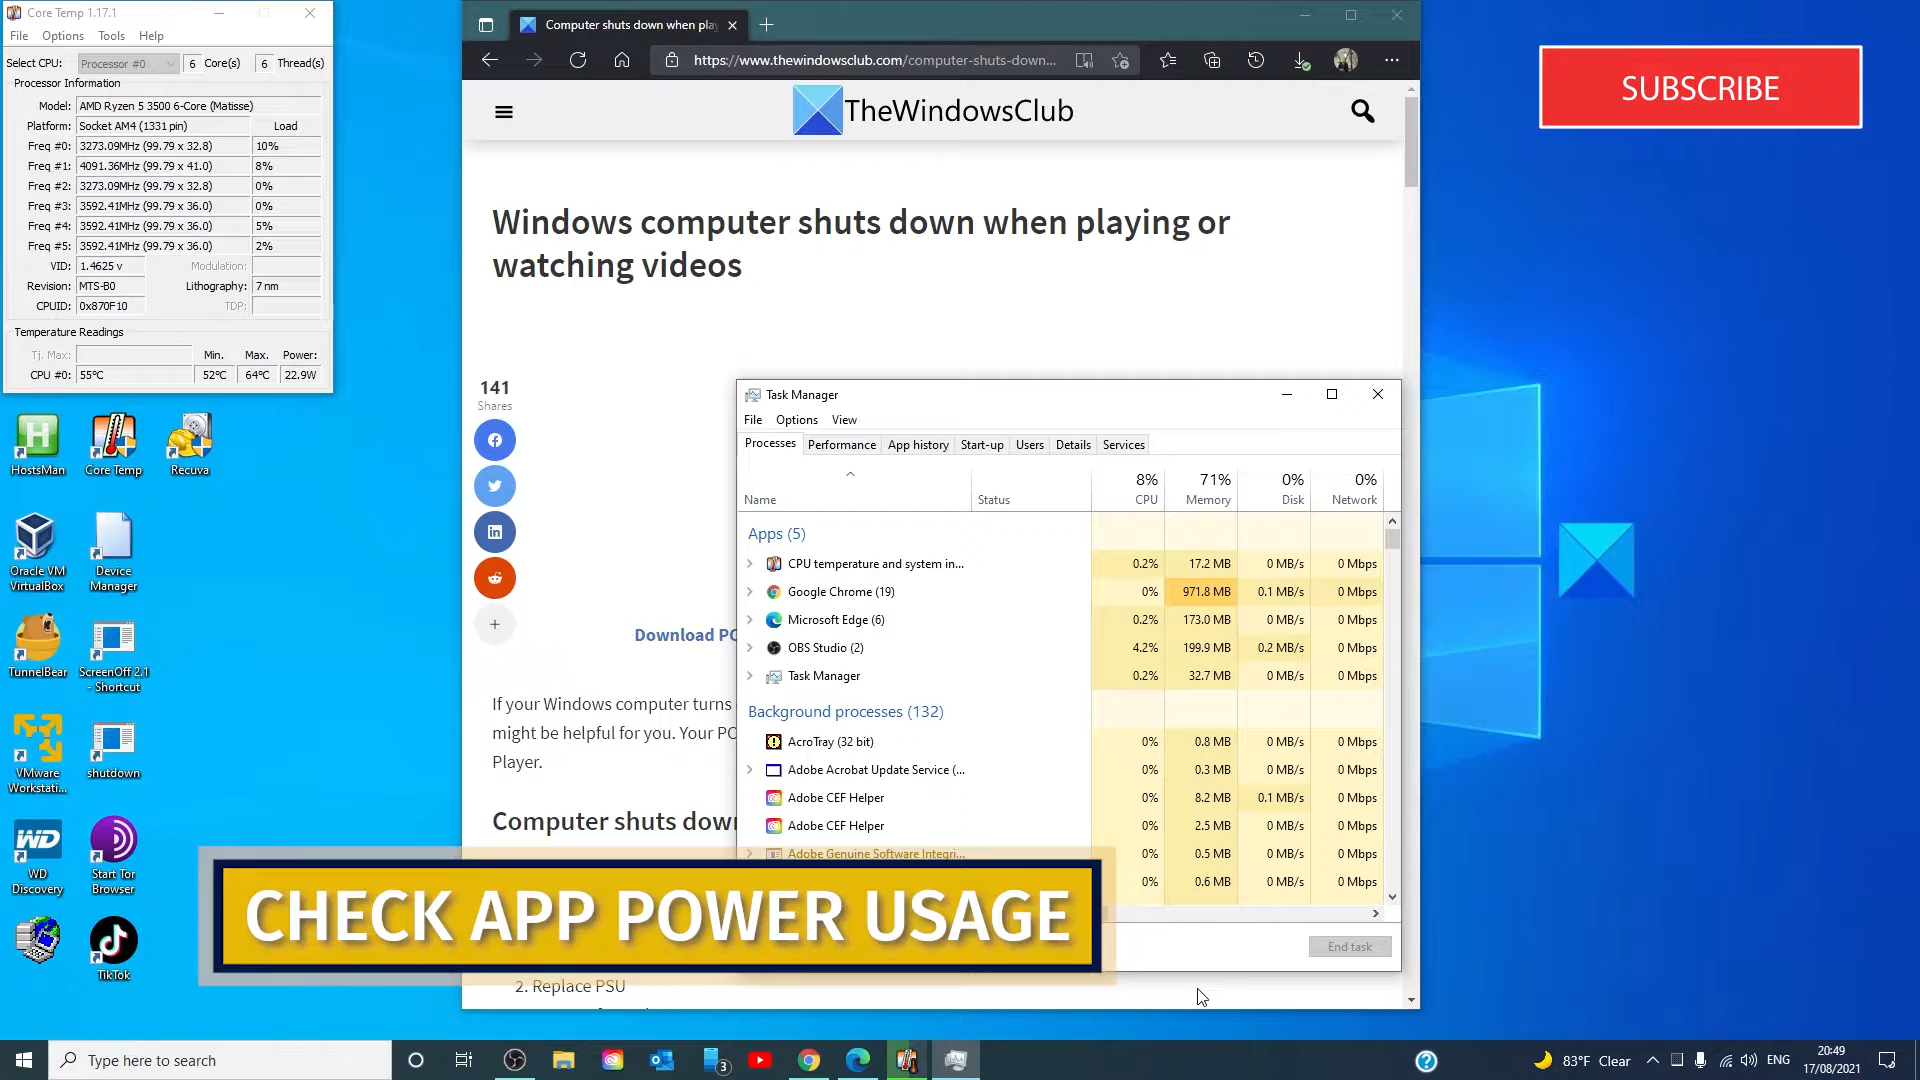 Core Temp 1.17.1
File Options Tools Help
Select CPU: Processor #0 6 Core(s) 6 Thread(s)
Processor Information
Model: AMD Ryzen 5 3500 6-Core (Matisse)
Platform: Socket AM4 (1331 pin) Load
Freq #0: 3273.09MHz (99.79 x 32.8) 10%
Freq #1: 4091.36MHz (99.79 x 41.0) 8%
Freq #2: 3273.09MHz (99.79 x 32.8) 0%
Freq #3: 3592.41MHz (99.79 x 36.0) 0%
Freq #4: 3592.41MHz (99.79 x 36.0) 5%
Freq #5: 3592.41MHz (99.79 x 36.0) 2%
VID: 1.4625 v Modulation:
Revision: MTS-B0 Lithography: 7 nm
CPUID: 0x870F10 TDP:
Temperature Readings
Tj. Max: Min. Max. Power:
CPU #0: 55°C 52°C 64°C 22.9W
HostsMan
Core Temp
Recuva
Oracle VM VirtualBox
Device Manager
TunnelBear
ScreenOff 2.1 - Shortcut
VMware Workstati...
shutdown
WD Discovery
Start Tor Browser
TikTok
Computer shuts down when pla
https://www.thewindowsclub.com/computer-shuts-down...
TheWindowsClub
Windows computer shuts down when playing or
watching videos
141
Shares
Download PC
If your Windows computer turns
might be helpful for you. Your PC
Player.
Computer shuts down
2. Replace PSU
Task Manager
File Options View
Processes Performance App history Start-up Users Details Services
8% 71% 0% 0%
Name Status CPU Memory Disk Network
Apps (5)
CPU temperature and system in... 0.2% 17.2 MB 0 MB/s 0 Mbps
Google Chrome (19) 0% 971.8 MB 0.1 MB/s 0 Mbps
Microsoft Edge (6) 0.2% 173.0 MB 0 MB/s 0 Mbps
OBS Studio (2) 4.2% 199.9 MB 0.2 MB/s 0 Mbps
Task Manager 0.2% 32.7 MB 0 MB/s 0 Mbps
Background processes (132)
AcroTray (32 bit) 0% 0.8 MB 0 MB/s 0 Mbps
Adobe Acrobat Update Service (... 0% 0.3 MB 0 MB/s 0 Mbps
Adobe CEF Helper 0% 8.2 MB 0.1 MB/s 0 Mbps
Adobe CEF Helper 0% 2.5 MB 0 MB/s 0 Mbps
Adobe Genuine Software Integri... 0% 0.5 MB 0 MB/s 0 Mbps
0% 0.6 MB 0 MB/s 0 Mbps
End task
CHECK APP POWER USAGE
SUBSCRIBE
Type here to search
3
83°F Clear
ENG
20:49
17/08/2021